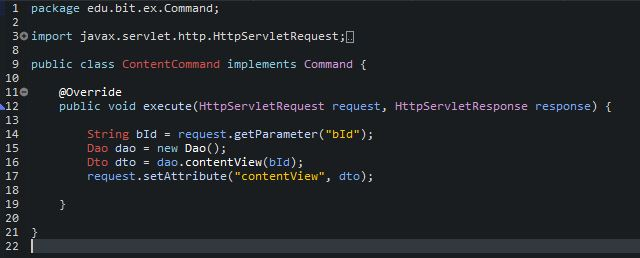 1 package edu.bit.ex.Command;
2
3 import javax.servlet.http.HttpServletRequest;
8
9 public class ContentCommand implements Command {
10
11 @Override
12 public void execute(HttpServletRequest request, HttpServletResponse response) {
13
14 String bId = request.getParameter("bId");
15 Dao dao = new Dao();
16 Dto dto = dao.contentView(bId);
17 request.setAttribute("contentView", dto);
18
19 }
20
21 }
22